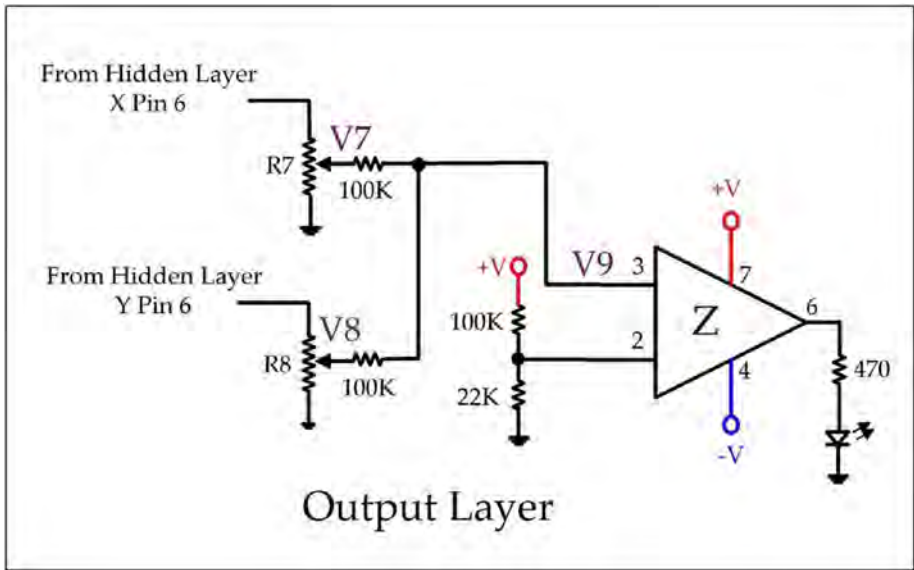 From Hidden Layer
X Pin 6
V7
R7
100K
From Hidden Layer
Y Pin 6
V8
R8
100K
+V
V9
3
+V
7
100K
Z
6
2
22K
4
470
-V
Output Layer